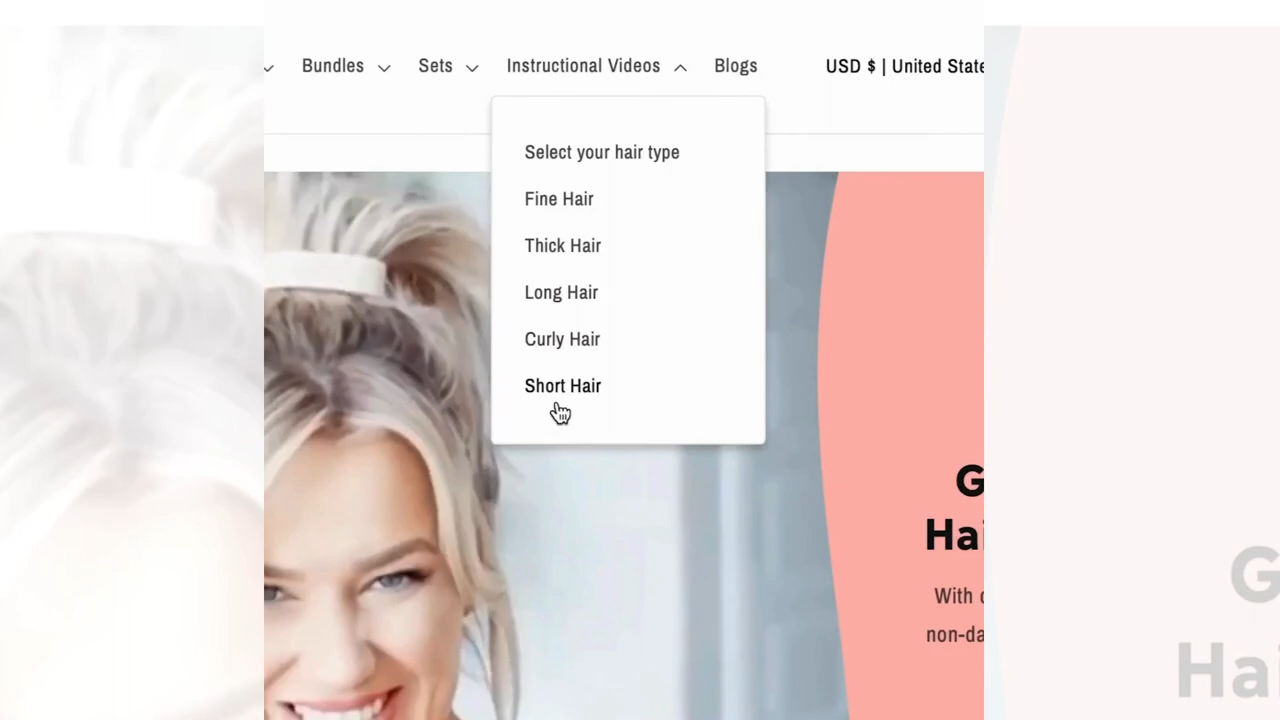 Bundles
Sets
Instructional Videos
Blogs
USD $ | United State
Select your hair type
Fine Hair
Thick Hair
Long Hair
Curly Hair
Short Hair
G
Hai
With
non-da
G
Hai